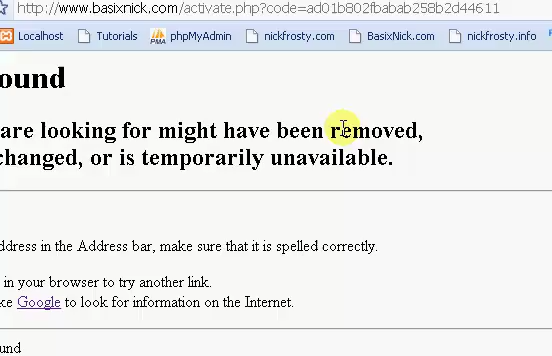 http://www.basixnick.com/activate.php?code=ad01b802fbabab258b2d44611
Localhost Tutorials PMA phpMyAdmin nickfrosty.com BasixNick.com nickfrosty.info
ound
are looking for might have been removed,
changed, or is temporarily unavailable.
ddress in the Address bar, make sure that it is spelled correctly.
in your browser to try another link.
ke Google to look for information on the Internet.
und